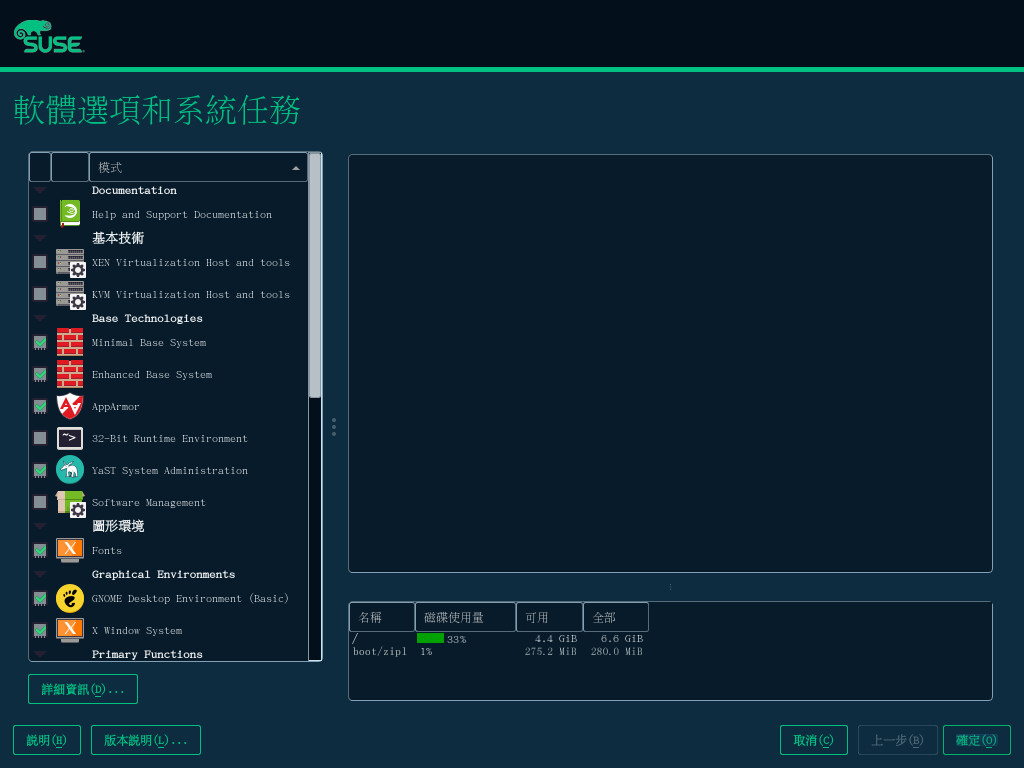 SUSE
軟體選項和系統任務
模式
Documentation
Help and Support Documentation
基本技術
XEN Virtualization Host and tools
KVM Virtualization Host and tools
Base Technologies
Minimal Base System
Enhanced Base System
AppArmor
32-Bit Runtime Environment
YaST System Administration
Software Management
圖形環境
Fonts
Graphical Environments
GNOME Desktop Environment (Basic)
X Window System
Primary Functions
名稱 磁碟使用量 可用 全部
/ 33% 4.4 GiB 6.6 GiB
boot/zipl 1% 275.2 MiB 280.0 MiB
詳細資訊(D)...
説明(H) 版本説明(L)... 取消(C) 上一步(B) 確定(O)